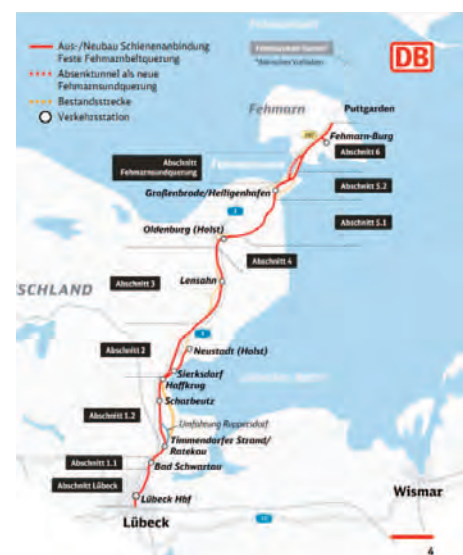 Aus-/Neubau Schienenanbindung
Feste Fehmarnbeltquerung
Absenktunnel als neue
Fehmarnsundquerung
Bestandsstrecke
Verkehrsstation
DB
Fehmarn
Puttgarden
Fehmarn-Burg
Abschnitt 6
Abschnitt
Fehmarnsundquerung
Großenbrode/Heiligenhafen
Abschnitt 5.2
Abschnitt 5.1
Oldenburg (Holst)
Abschnitt 4
Abschnitt 3
Lensahn
SCHLAND
Abschnitt 2
Neustadt (Holst)
Sierksdorf
Haffkrug
Scharbeutz
Abschnitt 1.2
Umfahrung Ruppersdorf
Timmendorfer Strand/
Ratekau
Abschnitt 1.1
Bad Schwartau
Abschnitt Lübeck
Lübeck Hbf
Wismar
Lübeck
4